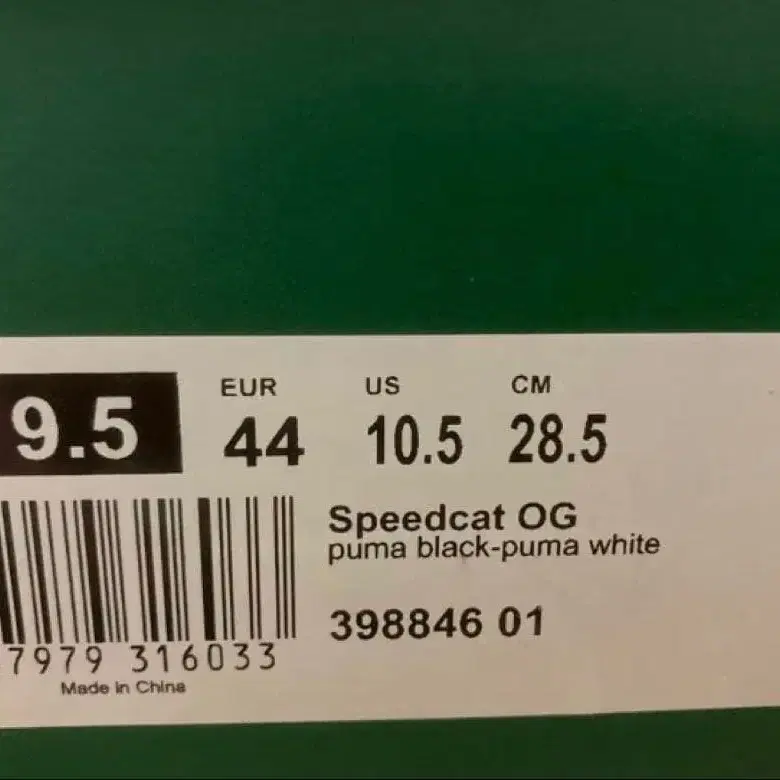 EUR US CM
9.5 44 10.5 28.5
Speedcat OG
puma black-puma white
398846 01
7979 316033
Made in China